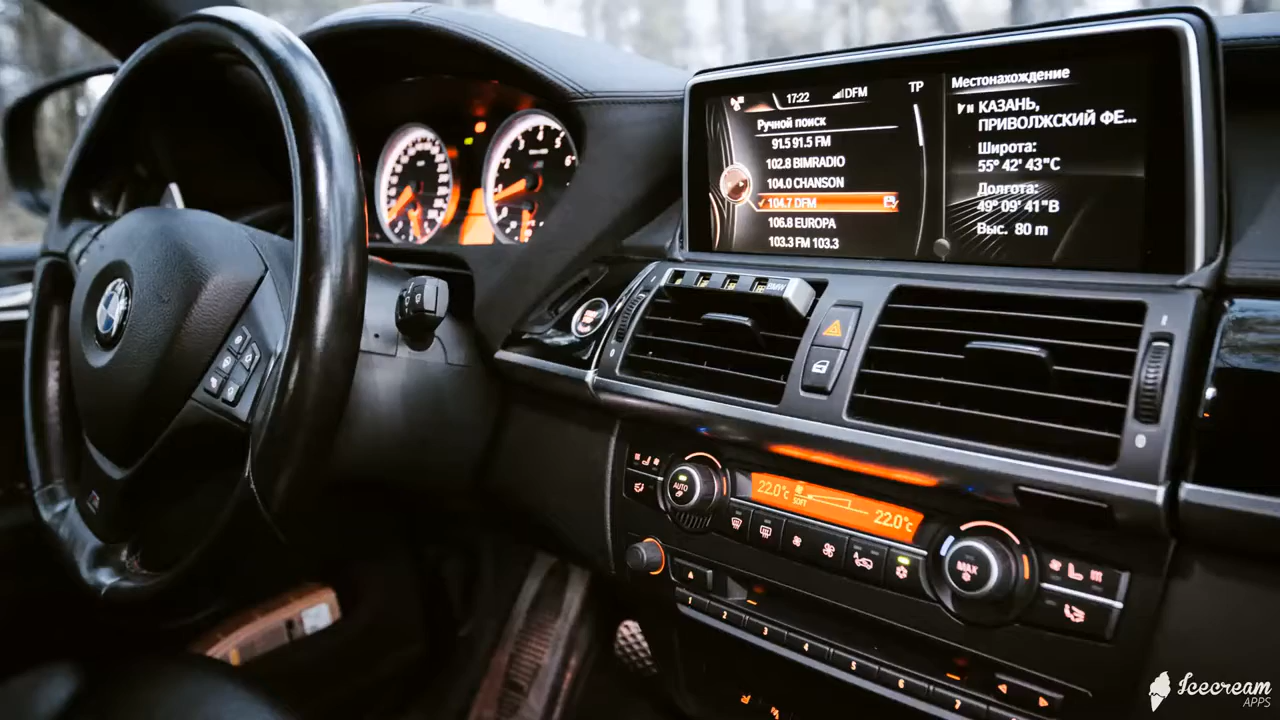 17:22
DFM
TP
Ручной поиск
91.5 91.5 FM
102.8 BIMRADIO
104.0 CHANSON
104.7 DFM
106.8 EUROPA
103.3 FM 103.3
Местонахождение
КАЗАНЬ,
ПРИВОЛЖСКИЙ ФЕ...
Широта:
55° 42' 43"С
Долгота:
49° 09' 41"В
Выс. 80 m
BMW
AUTO
22.0°C
SOFT
22.0°C
MAX
1 2 3 4 5 6 7
Icecream
APPS